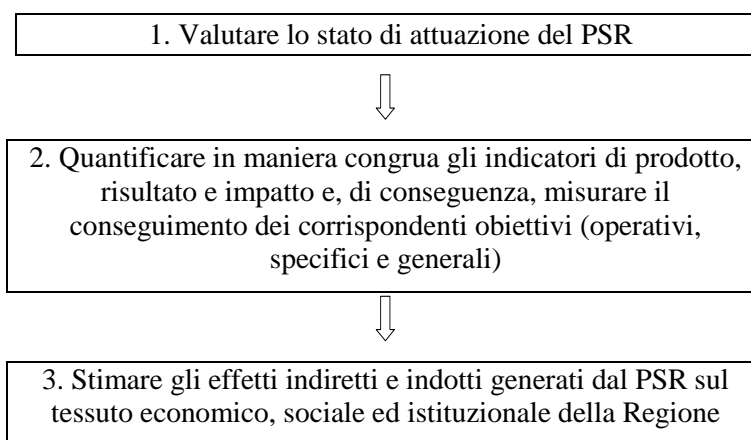 1. Valutare lo stato di attuazione del PSR
2. Quantificare in maniera congrua gli indicatori di prodotto,
risultato e impatto e, di conseguenza, misurare il
conseguimento dei corrispondenti obiettivi (operativi,
specifici e generali)
3. Stimare gli effetti indiretti e indotti generati dal PSR sul
tessuto economico, sociale ed istituzionale della Regione